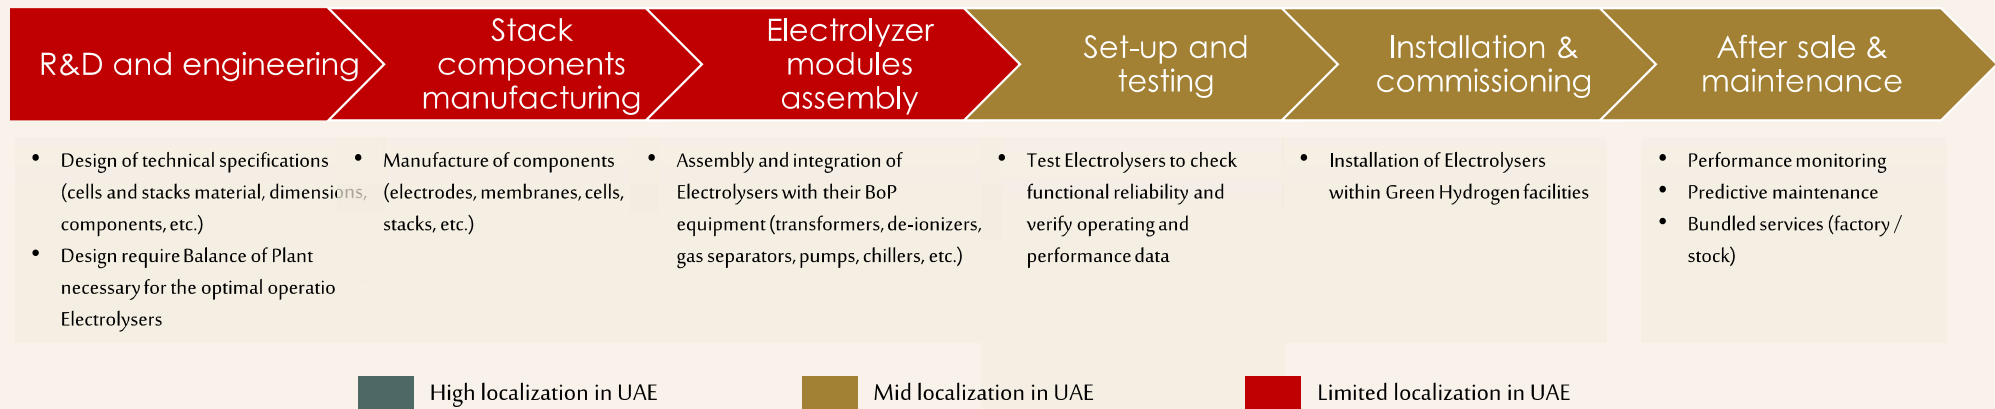 R&D and engineering
Stack
components
manufacturing
Electrolyzer
modules
assembly
Set-up and
testing
Installation &
commissioning
After sale &
maintenance
• Design of technical specifications
(cells and stacks material, dimensions,
components, etc.)
• Design require Balance of Plant
necessary for the optimal operatio
Electrolysers
• Manufacture of components
(electrodes, membranes, cells,
stacks, etc.)
• Assembly and integration of
Electrolysers with their BoP
equipment (transformers, de-ionizers,
gas separators, pumps, chillers, etc.)
• Test Electrolysers to check
functional reliability and
verify operating and
performance data
• Installation of Electrolysers
within Green Hydrogen facilities
• Performance monitoring
• Predictive maintenance
• Bundled services (factory /
stock)
High localization in UAE
Mid localization in UAE
Limited localization in UAE